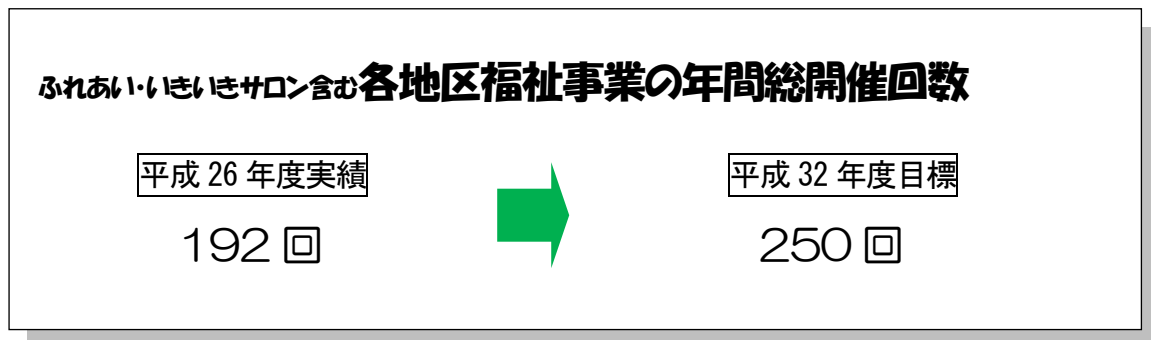 ふれあい・いきいきサロン含む各地区福祉事業の年間総開催回数
平成26年度実績
平成32年度目標
192回
250回